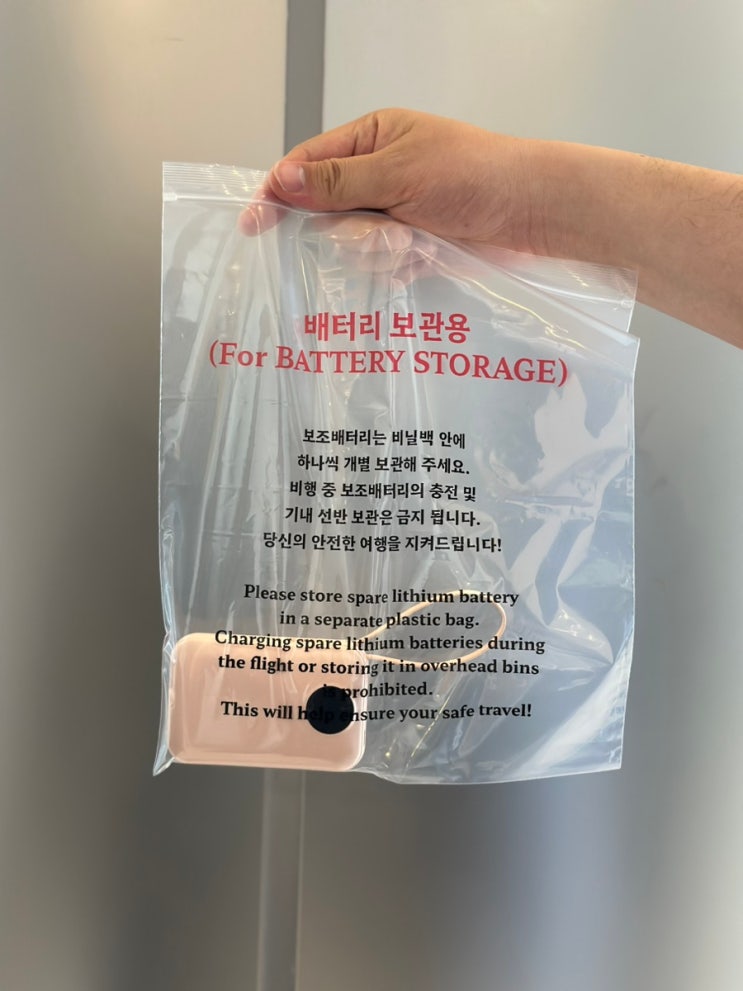 배터리 보관용
(For BATTERY STORAGE)
보조배터리는 비닐백 안에
하나씩 개별 보관해 주세요.
비행 중 보조배터리의 충전 및
기내 선반 보관은 금지 됩니다.
당신의 안전한 여행을 지켜드립니다!
Please store spare lithium battery
in a separate plastic bag.
Charging spare lithium batteries during
the flight or storing it in overhead bins
is prohibited.
This will help ensure your safe travel!